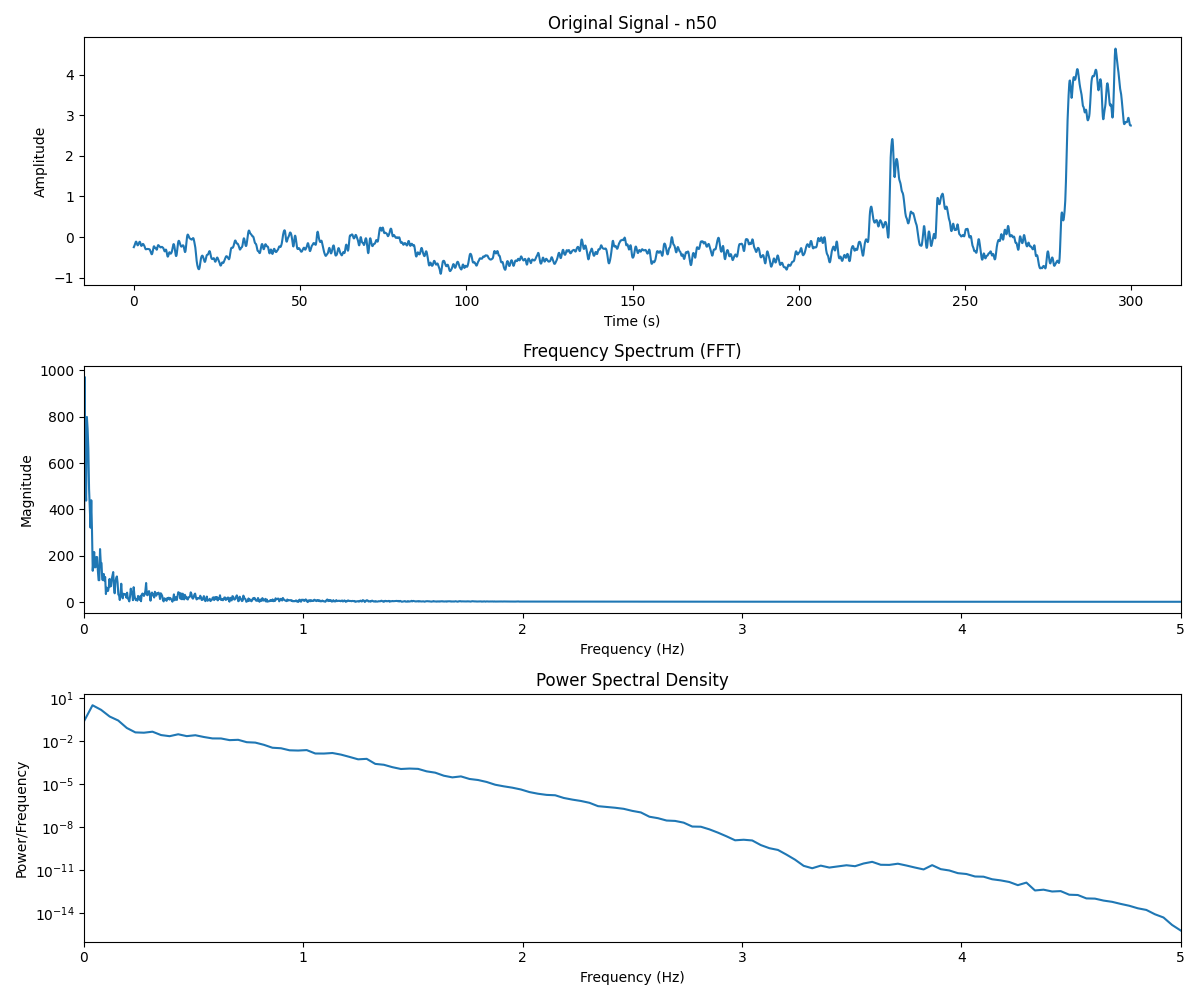 Original Signal - n50
Amplitude
4
3
2
1
0
−1
0 50 100 150 200 250 300
Time (s)
Frequency Spectrum (FFT)
Magnitude
1000
800
600
400
200
0
0 1 2 3 4 5
Frequency (Hz)
Power Spectral Density
Power/Frequency
10^1
10^−2
10^−5
10^−8
10^−11
10^−14
0 1 2 3 4 5
Frequency (Hz)